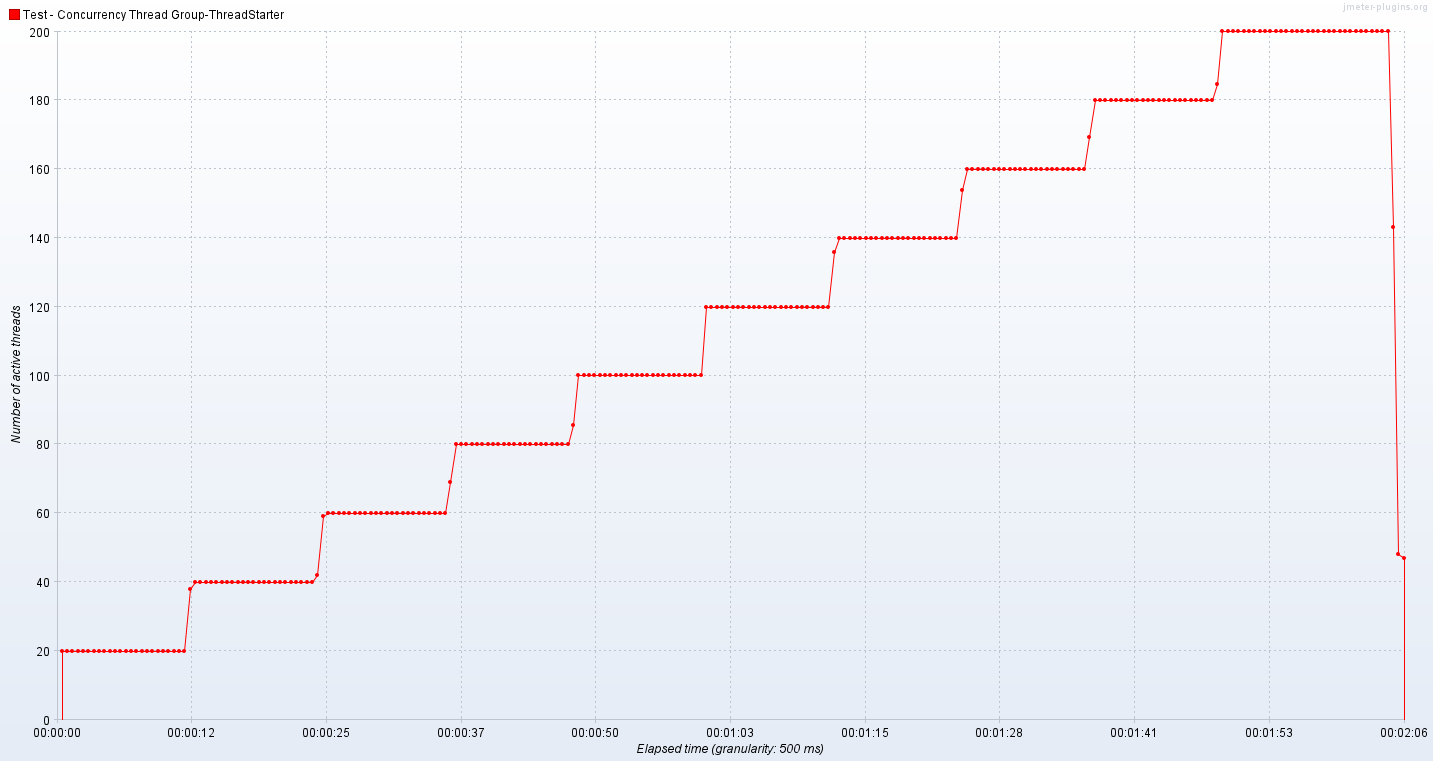 Test - Concurrency Thread Group-ThreadStarter
jmeter-plugins.org
200
180
160
140
120
100
80
60
40
20
0
Number of active threads
00:00:00 00:00:12 00:00:25 00:00:37 00:00:50 00:01:03 00:01:15 00:01:28 00:01:41 00:01:53 00:02:06
Elapsed time (granularity: 500 ms)